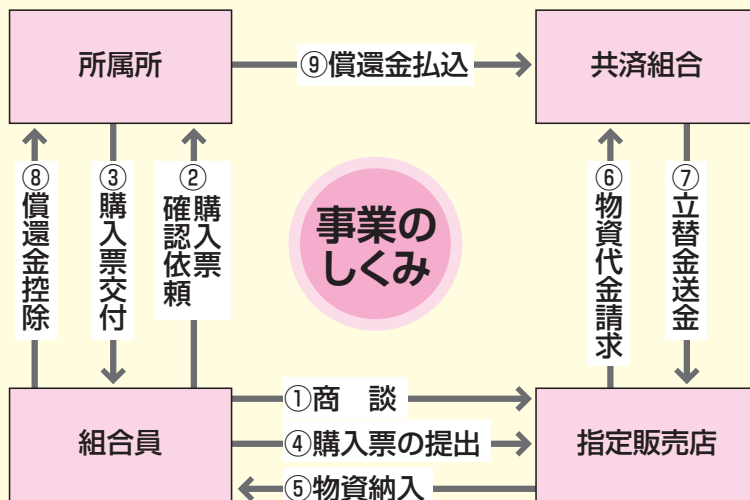 所属所
⑨償還金払込
共済組合
⑧償還金控除
③購入票交付
②購入票
確認依頼
事業の
しくみ
⑥物資代金請求
⑦立替金送金
組合員
①商　談
④購入票の提出
⑤物資納入
指定販売店